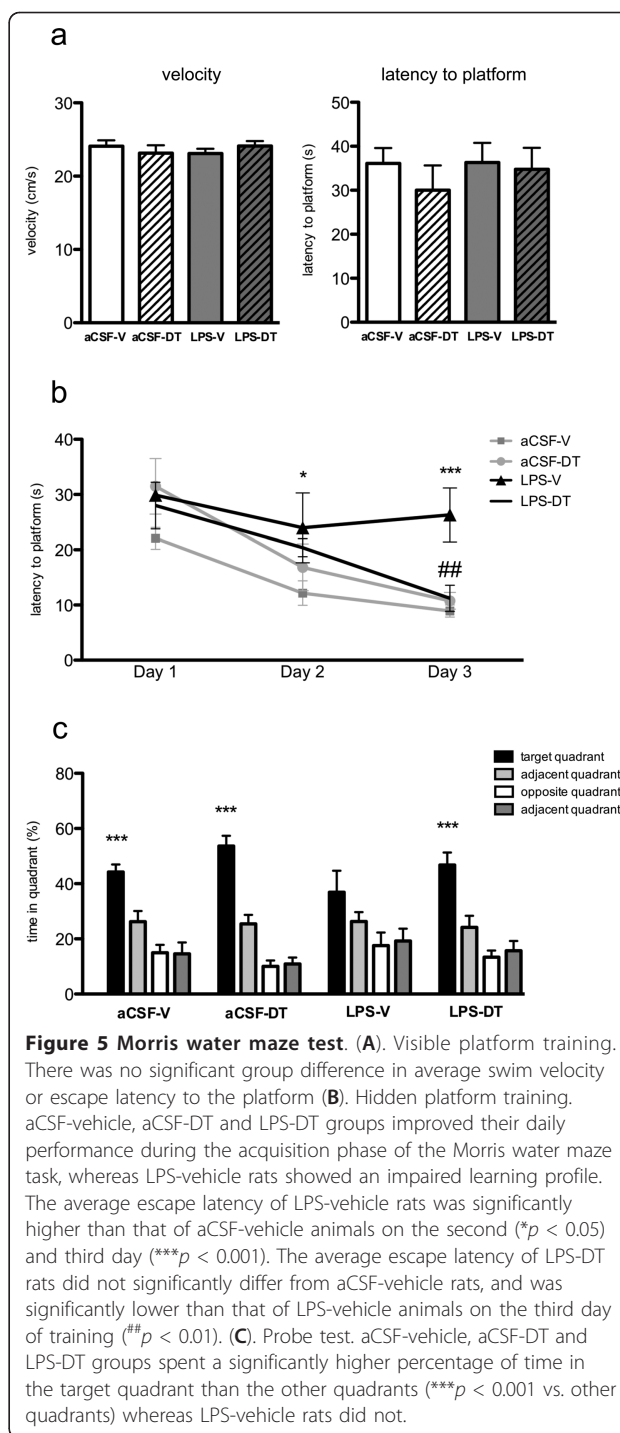 a
velocity
latency to platform
30
20
10
0
velocity (cm/s)
aCSF-V aCSF-DT LPS-V LPS-DT
50
40
30
20
10
0
latency to platform (s)
aCSF-V aCSF-DT LPS-V LPS-DT
b
40
30
20
10
0
latency to platform (s)
*
***
##
Day 1 Day 2 Day 3
aCSF-V
aCSF-DT
LPS-V
LPS-DT
c
target quadrant
adjacent quadrant
opposite quadrant
adjacent quadrant
80
60
40
20
0
time in quadrant (%)
***
***
***
aCSF-V aCSF-DT LPS-V LPS-DT
Figure 5 Morris water maze test. (A). Visible platform training.
There was no significant group difference in average swim velocity
or escape latency to the platform (B). Hidden platform training.
aCSF-vehicle, aCSF-DT and LPS-DT groups improved their daily
performance during the acquisition phase of the Morris water maze
task, whereas LPS-vehicle rats showed an impaired learning profile.
The average escape latency of LPS-vehicle rats was significantly
higher than that of aCSF-vehicle animals on the second (*p < 0.05)
and third day (***p < 0.001). The average escape latency of LPS-DT
rats did not significantly differ from aCSF-vehicle rats, and was
significantly lower than that of LPS-vehicle animals on the third day
of training (##p < 0.01). (C). Probe test. aCSF-vehicle, aCSF-DT and
LPS-DT groups spent a significantly higher percentage of time in
the target quadrant than the other quadrants (***p < 0.001 vs. other
quadrants) whereas LPS-vehicle rats did not.